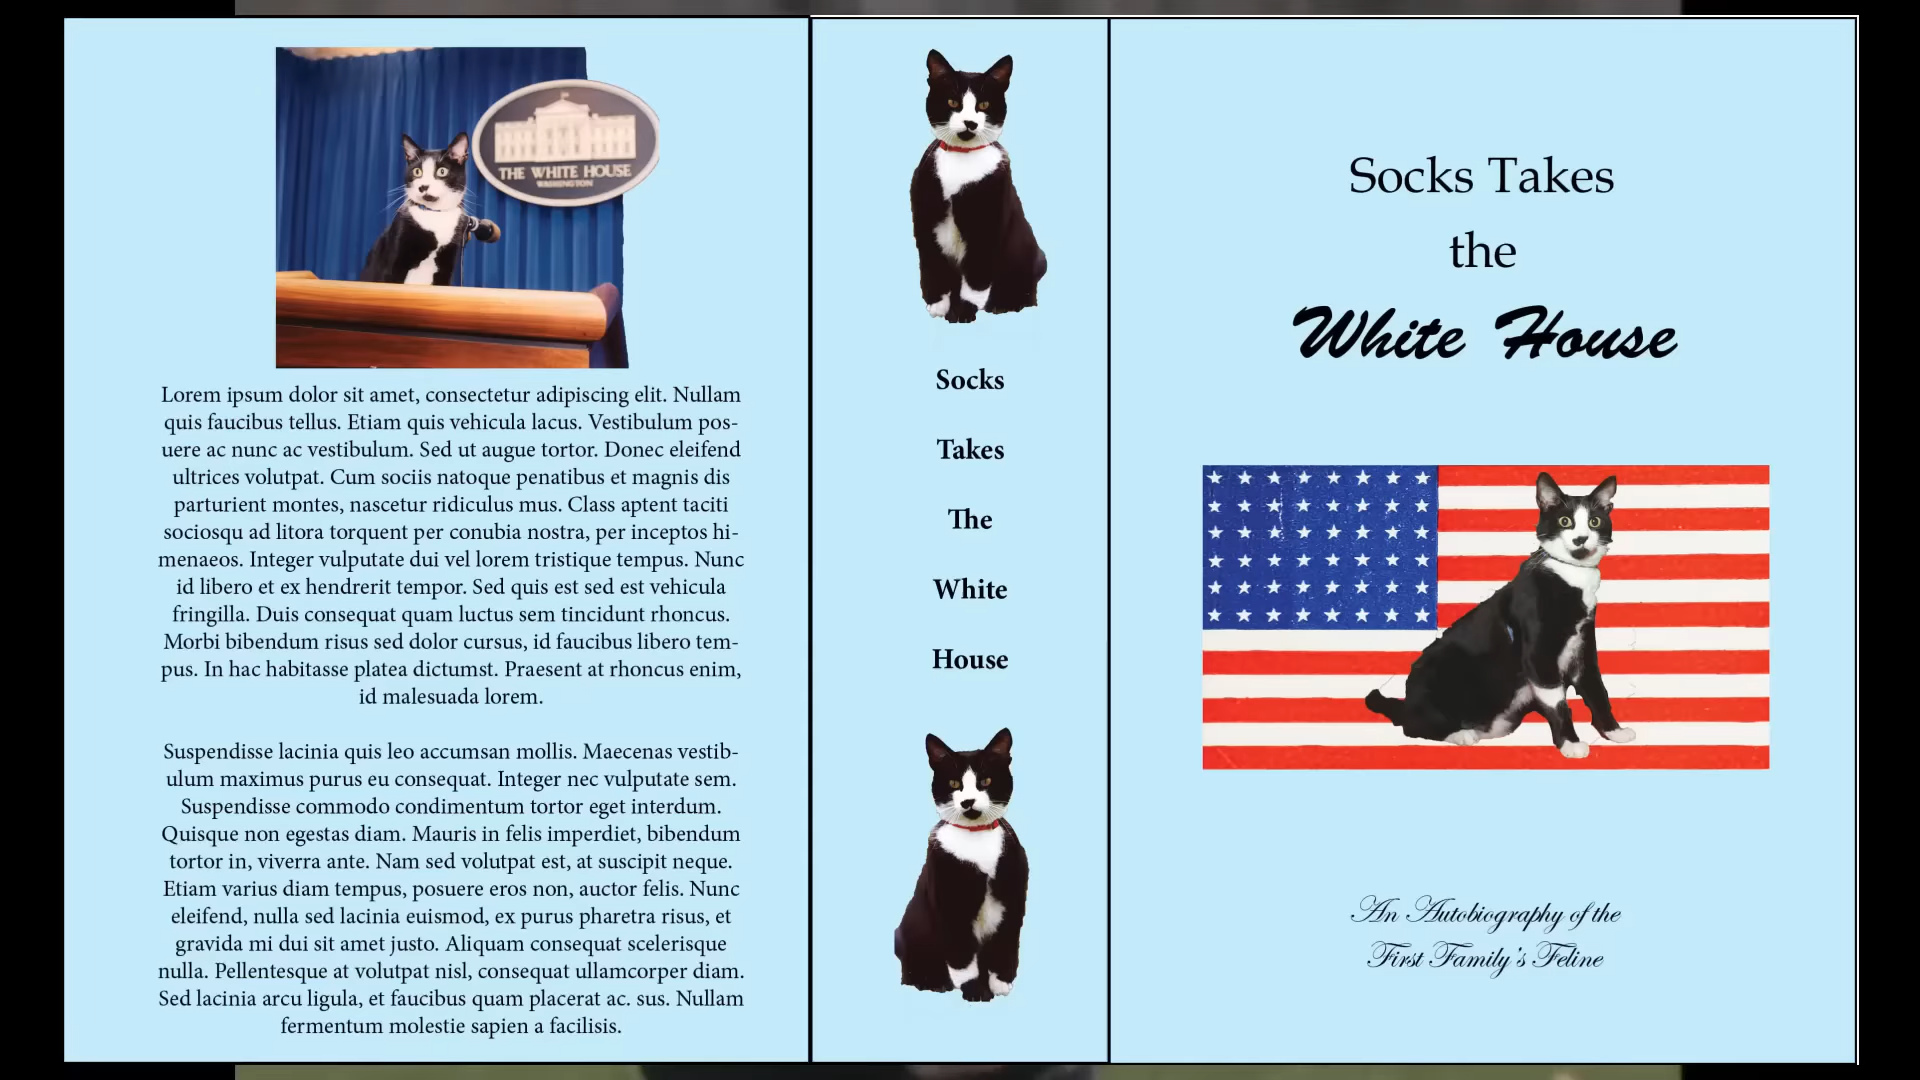 THE WHITE HOUSE
WASHINGTON
Lorem ipsum dolor sit amet, consectetur adipiscing elit. Nullam
quis faucibus tellus. Etiam quis vehicula lacus. Vestibulum pos-
uere ac nunc ac vestibulum. Sed ut augue tortor. Donec eleifend
ultrices volutpat. Cum sociis natoque penatibus et magnis dis
parturient montes, nascetur ridiculus mus. Class aptent taciti
sociosqu ad litora torquent per conubia nostra, per inceptos hi-
menaeos. Integer vulputate dui vel lorem tristique tempus. Nunc
id libero et ex hendrerit tempor. Sed quis est sed est vehicula
fringilla. Duis consequat quam luctus sem tincidunt rhoncus.
Morbi bibendum risus sed dolor cursus, id faucibus libero tem-
pus. In hac habitasse platea dictumst. Praesent at rhoncus enim,
id malesuada lorem.
Suspendisse lacinia quis leo accumsan mollis. Maecenas vestib-
ulum maximus purus eu consequat. Integer nec vulputate sem.
Suspendisse commodo condimentum tortor eget interdum.
Quisque non egestas diam. Mauris in felis imperdiet, bibendum
tortor in, viverra ante. Nam sed volutpat est, at suscipit neque.
Etiam varius diam tempus, posuere eros non, auctor felis. Nunc
eleifend, nulla sed lacinia euismod, ex purus pharetra risus, et
gravida mi dui sit amet justo. Aliquam consequat scelerisque
nulla. Pellentesque at volutpat nisl, consequat ullamcorper diam.
Sed lacinia arcu ligula, et faucibus quam placerat ac. sus. Nullam
fermentum molestie sapien a facilisis.
Socks
Takes
The
White
House
Socks Takes
the
White House
An Autobiography of the
First Family's Feline